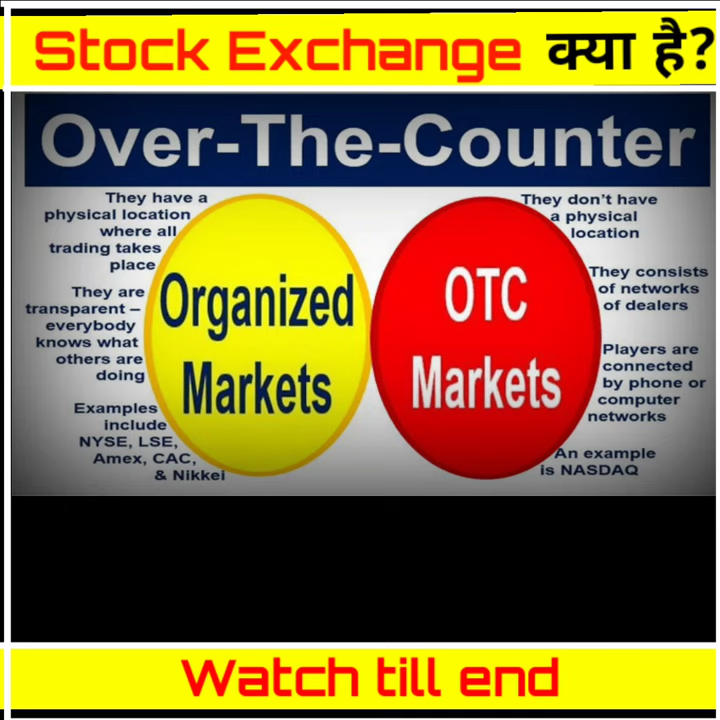 Stock Exchange क्या है?
Over-The-Counter
They have a
physical location
where all
trading takes
place
They are
transparent –
everybody
knows what
others are
doing
Examples
include
NYSE, LSE,
Amex, CAC,
& Nikkei
Organized
Markets
OTC
Markets
They don't have
a physical
location
They consists
of networks
of dealers
Players are
connected
by phone or
computer
networks
An example
is NASDAQ
Watch till end